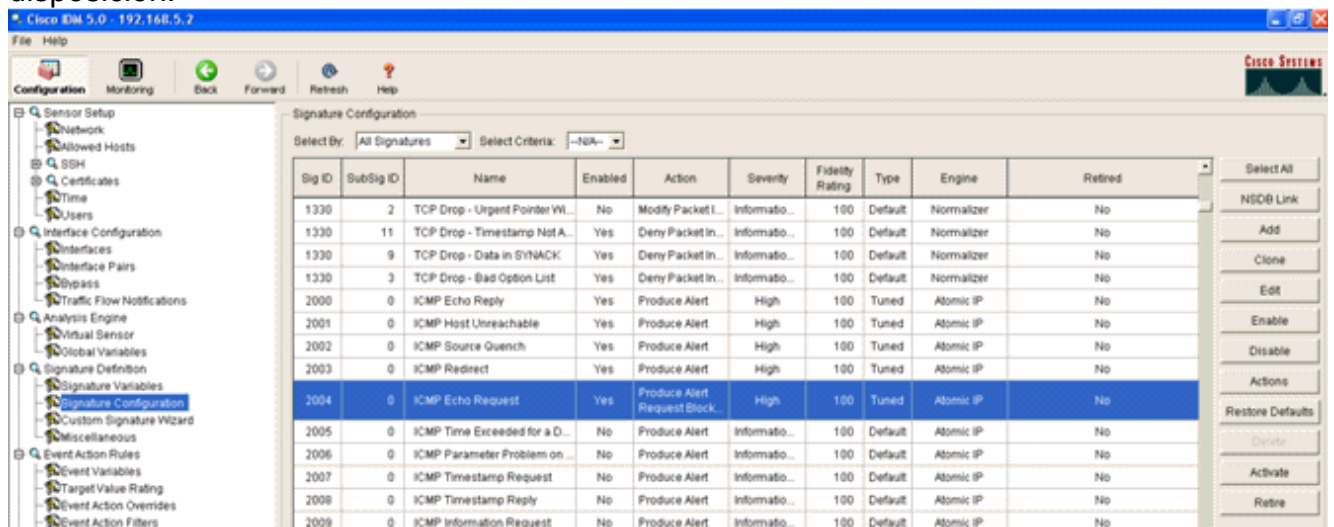 disposición.
Cisco IDM 5.0 - 192.168.5.2
File Help
Configuration Monitoring Back Forward Refresh Help
CISCO SYSTEMS
Sensor Setup
Network
Allowed Hosts
SSH
Certificates
Time
Users
Interface Configuration
Interfaces
Interface Pairs
Bypass
Traffic Flow Notifications
Analysis Engine
Virtual Sensor
Global Variables
Signature Definition
Signature Variables
Signature Configuration
Custom Signature Wizard
Miscellaneous
Event Action Rules
Event Variables
Target Value Rating
Event Action Overrides
Event Action Filters
Signature Configuration
Select By: All Signatures Select Criteria: --N/A--
Sig ID SubSig ID Name Enabled Action Severity Fidelity Rating Type Engine Retired
1330 2 TCP Drop - Urgent Pointer Wi... No Modify Packet I... Informatio... 100 Default Normalizer No
1330 11 TCP Drop - Timestamp Not A... Yes Deny Packet In... Informatio... 100 Default Normalizer No
1330 9 TCP Drop - Data in SYNACK Yes Deny Packet In... Informatio... 100 Default Normalizer No
1330 3 TCP Drop - Bad Option List Yes Deny Packet In... Informatio... 100 Default Normalizer No
2000 0 ICMP Echo Reply Yes Produce Alert High 100 Tuned Atomic IP No
2001 0 ICMP Host Unreachable Yes Produce Alert High 100 Tuned Atomic IP No
2002 0 ICMP Source Quench Yes Produce Alert High 100 Tuned Atomic IP No
2003 0 ICMP Redirect Yes Produce Alert High 100 Tuned Atomic IP No
2004 0 ICMP Echo Request Yes Produce Alert Request Block... High 100 Tuned Atomic IP No
2005 0 ICMP Time Exceeded for a D... No Produce Alert Informatio... 100 Default Atomic IP No
2006 0 ICMP Parameter Problem on ... No Produce Alert Informatio... 100 Default Atomic IP No
2007 0 ICMP Timestamp Request No Produce Alert Informatio... 100 Default Atomic IP No
2008 0 ICMP Timestamp Reply No Produce Alert Informatio... 100 Default Atomic IP No
2009 0 ICMP Information Request No Produce Alert Informatio... 100 Default Atomic IP No
Select All
NSDB Link
Add
Clone
Edit
Enable
Disable
Actions
Restore Defaults
Delete
Activate
Retire